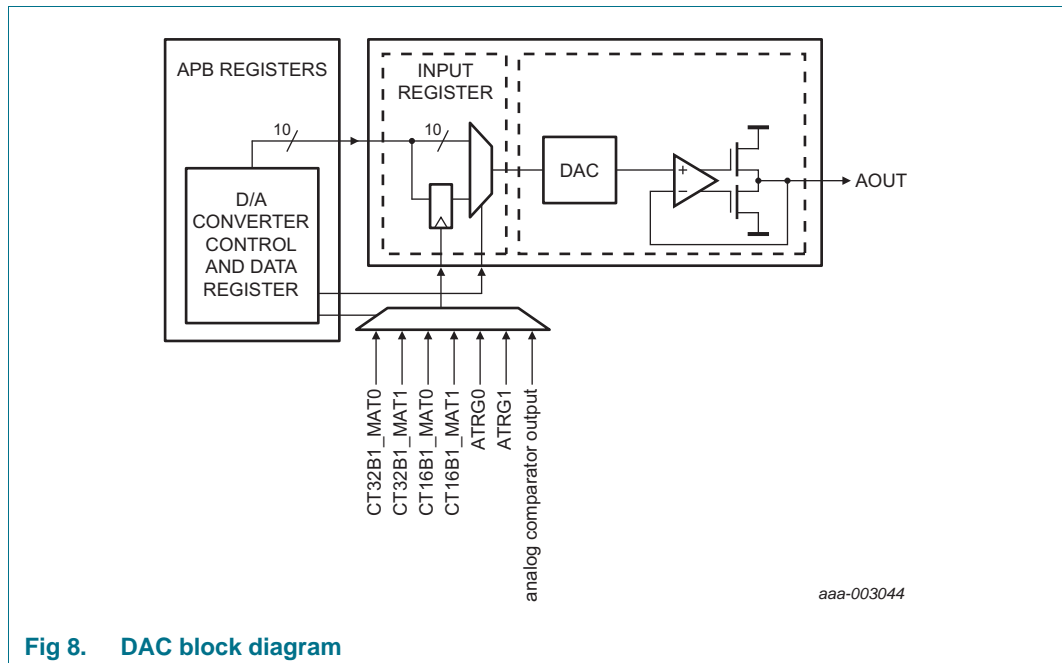 APB REGISTERS
INPUT
REGISTER
10
10
DAC
+
−
AOUT
D/A
CONVERTER
CONTROL
AND DATA
REGISTER
CT32B1_MAT0
CT32B1_MAT1
CT16B1_MAT0
CT16B1_MAT1
ATRG0
ATRG1
analog comparator output
aaa-003044
Fig 8. DAC block diagram